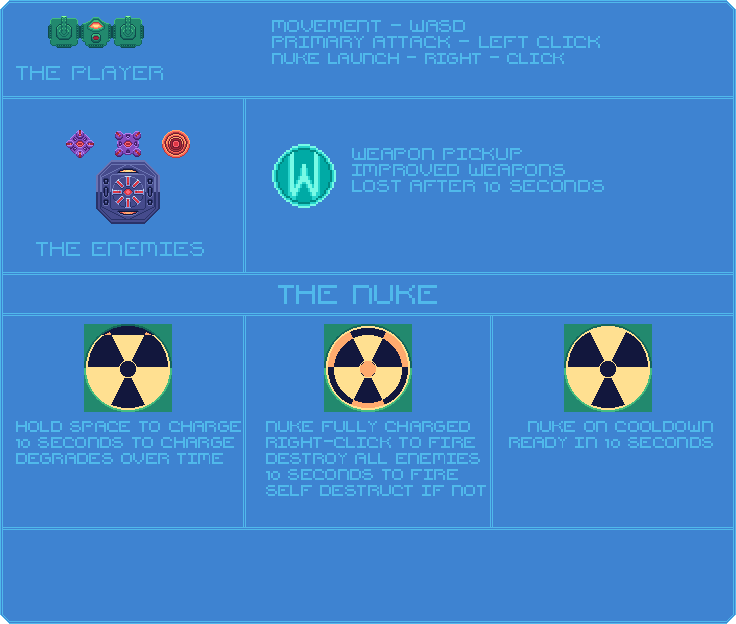 MOVEMENT - WASD
PRIMARY ATTACK - LEFT CLICK
NUKE LAUNCH - RIGHT - CLICK
THE PLAYER
WEAPON PICKUP
IMPROVED WEAPONS
LOST AFTER 10 SECONDS
W
THE ENEMIES
THE NUKE
HOLD SPACE TO CHARGE
10 SECONDS TO CHARGE
DEGRADES OVER TIME
NUKE FULLY CHARGED
RIGHT-CLICK TO FIRE
DESTROY ALL ENEMIES
10 SECONDS TO FIRE
SELF DESTRUCT IF NOT
NUKE ON COOLDOWN
READY IN 10 SECONDS